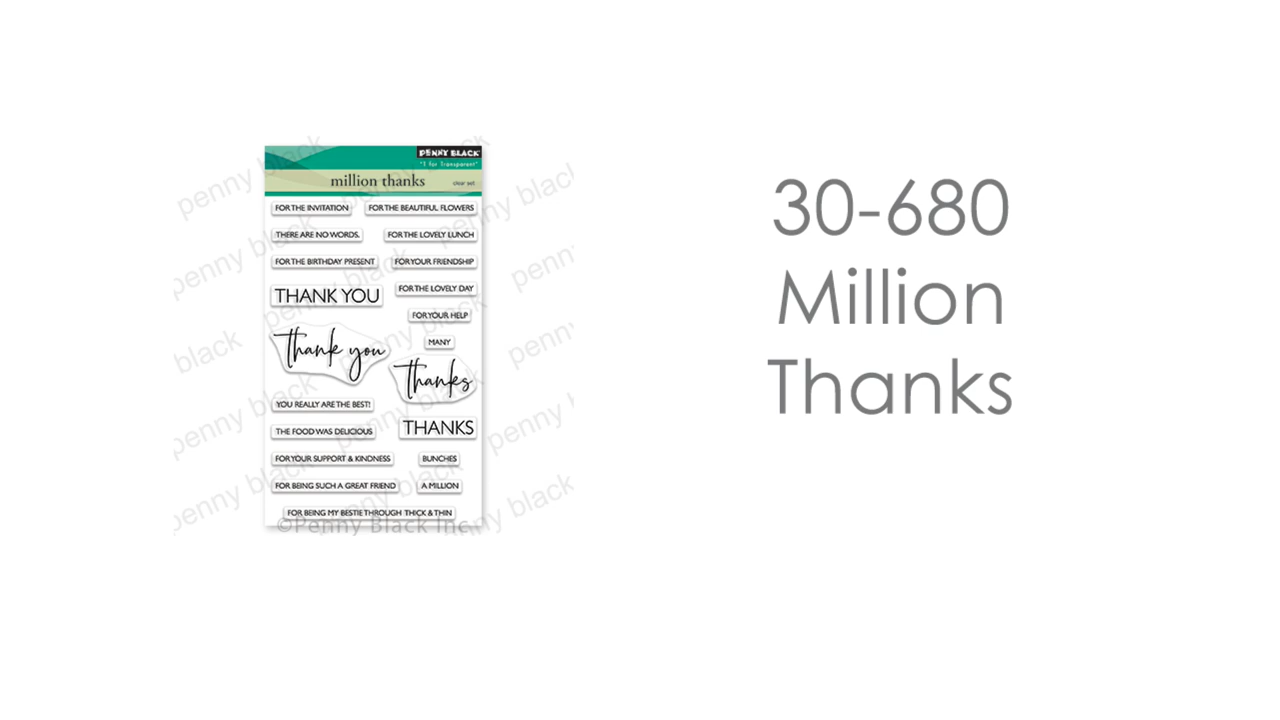 PENNY BLACK
"T for Transparent"
million thanks
clear set
FOR THE INVITATION
FOR THE BEAUTIFUL FLOWERS
THERE ARE NO WORDS.
FOR THE LOVELY LUNCH
FOR THE BIRTHDAY PRESENT
FOR YOUR FRIENDSHIP
THANK YOU
FOR THE LOVELY DAY
FOR YOUR HELP
thank you
MANY
thanks
YOU REALLY ARE THE BEST!
THE FOOD WAS DELICIOUS
THANKS
FOR YOUR SUPPORT & KINDNESS
BUNCHES
FOR BEING SUCH A GREAT FRIEND
A MILLION
FOR BEING MY BESTIE THROUGH THICK & THIN
©Penny Black Inc.
penny black
30-680
Million
Thanks